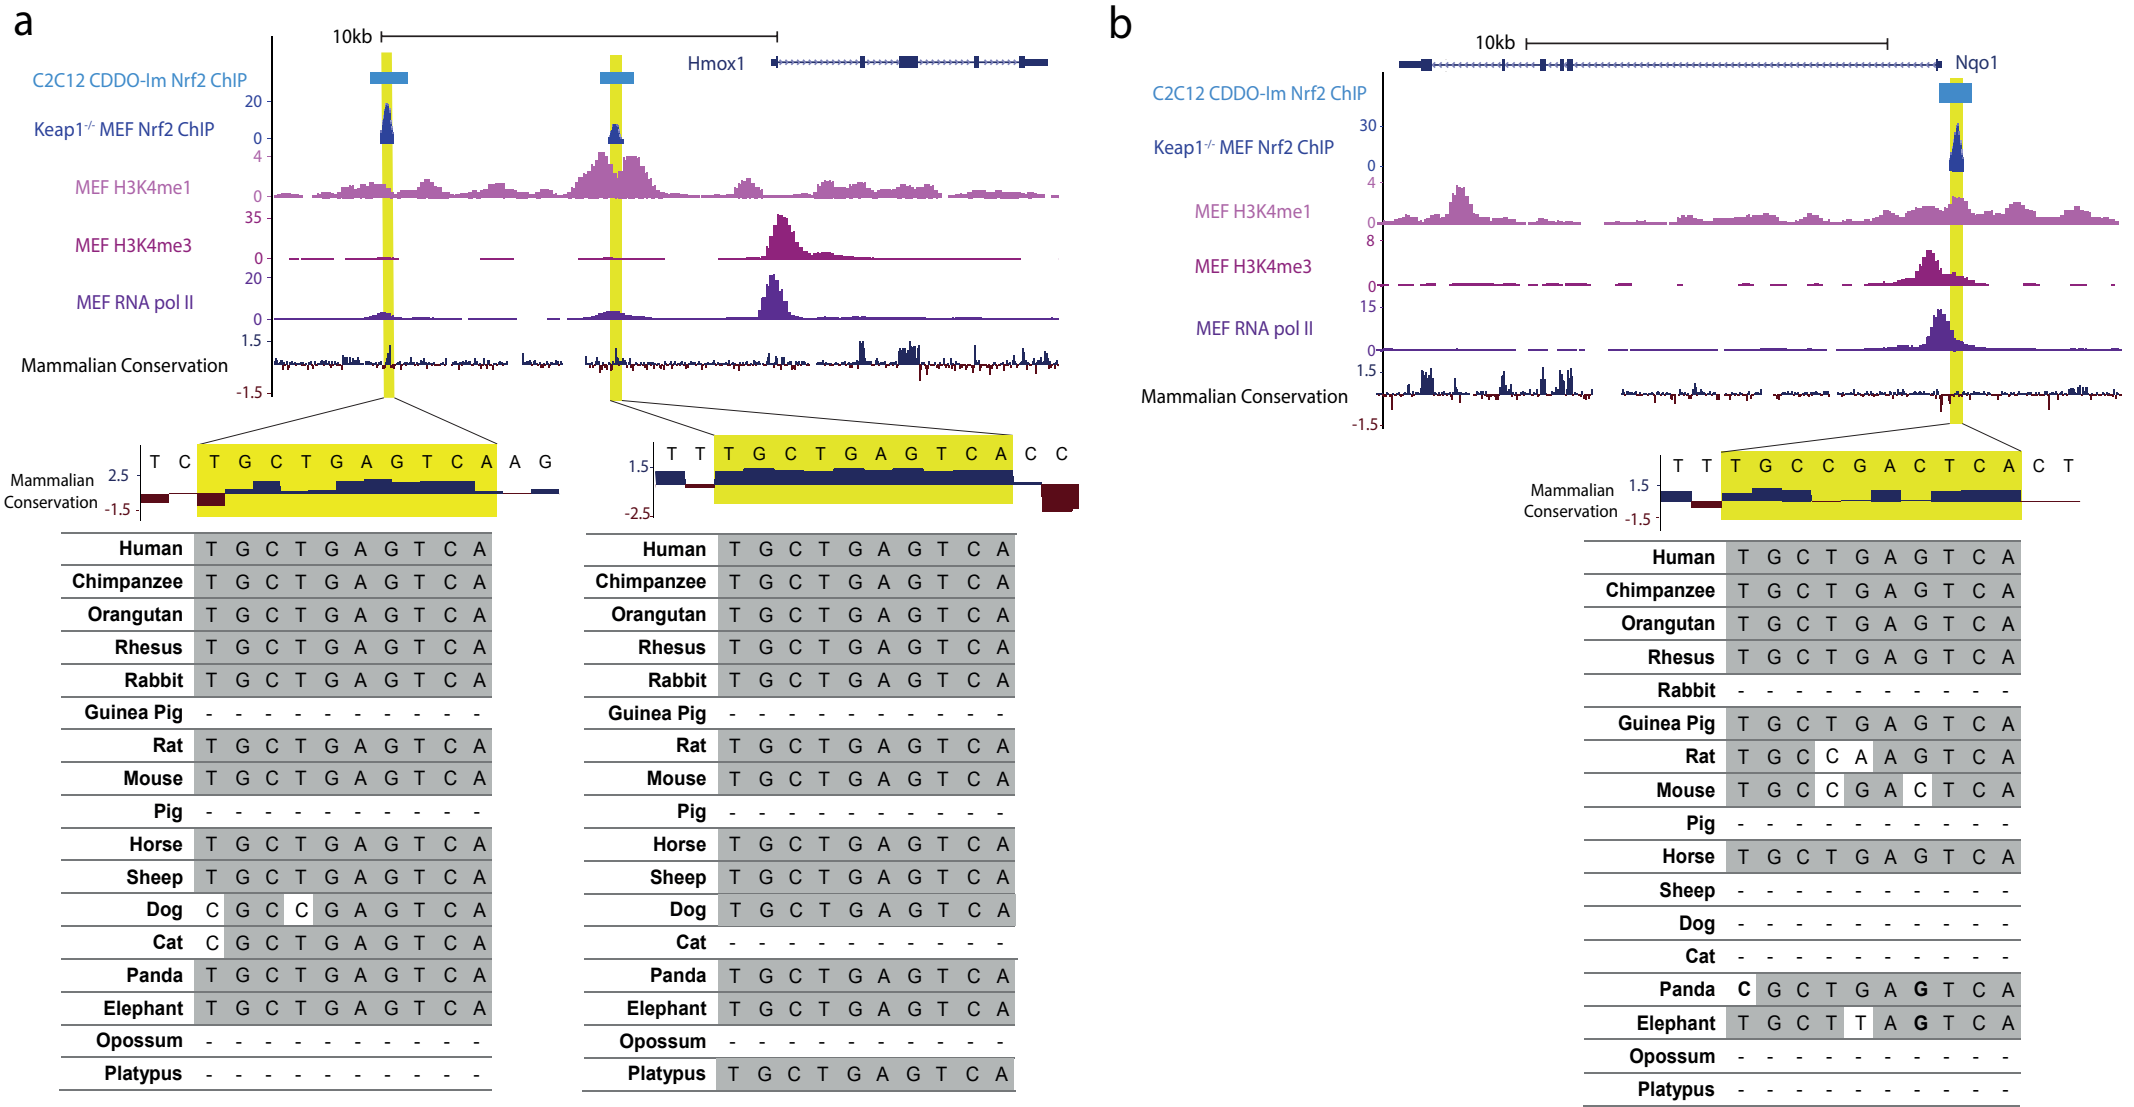 a
10kb
Hmox1
C2C12 CDDO-Im Nrf2 ChIP
20
Keap1-/- MEF Nrf2 ChIP
0
4
MEF H3K4me1
0
35
MEF H3K4me3
0
20
MEF RNA pol II
0
1.5
Mammalian Conservation
-1.5
T C T G C T G A G T C A A G
2.5
Mammalian
Conservation
-1.5
T T T G C T G A G T C A C C
1.5
-2.5
Human T G C T G A G T C A
Chimpanzee T G C T G A G T C A
Orangutan T G C T G A G T C A
Rhesus T G C T G A G T C A
Rabbit T G C T G A G T C A
Guinea Pig - - - - - - - - - -
Rat T G C T G A G T C A
Mouse T G C T G A G T C A
Pig - - - - - - - - - -
Horse T G C T G A G T C A
Sheep T G C T G A G T C A
Dog C G C C G A G T C A
Cat C G C T G A G T C A
Panda T G C T G A G T C A
Elephant T G C T G A G T C A
Opossum - - - - - - - - - -
Platypus - - - - - - - - - -
Human T G C T G A G T C A
Chimpanzee T G C T G A G T C A
Orangutan T G C T G A G T C A
Rhesus T G C T G A G T C A
Rabbit T G C T G A G T C A
Guinea Pig - - - - - - - - - -
Rat T G C T G A G T C A
Mouse T G C T G A G T C A
Pig - - - - - - - - - -
Horse T G C T G A G T C A
Sheep T G C T G A G T C A
Dog T G C T G A G T C A
Cat - - - - - - - - - -
Panda T G C T G A G T C A
Elephant T G C T G A G T C A
Opossum - - - - - - - - - -
Platypus T G C T G A G T C A
b
10kb
Nqo1
C2C12 CDDO-Im Nrf2 ChIP
30
Keap1-/- MEF Nrf2 ChIP
0
4
MEF H3K4me1
0
8
MEF H3K4me3
0
15
MEF RNA pol II
0
1.5
Mammalian Conservation
-1.5
T T T G C C G A C T C A C T
1.5
Mammalian
Conservation
-1.5
Human T G C T G A G T C A
Chimpanzee T G C T G A G T C A
Orangutan T G C T G A G T C A
Rhesus T G C T G A G T C A
Rabbit - - - - - - - - - -
Guinea Pig T G C T G A G T C A
Rat T G C C A A G T C A
Mouse T G C C G A C T C A
Pig - - - - - - - - - -
Horse T G C T G A G T C A
Sheep - - - - - - - - - -
Dog - - - - - - - - - -
Cat - - - - - - - - - -
Panda C G C T G A G T C A
Elephant T G C T T A G T C A
Opossum - - - - - - - - - -
Platypus - - - - - - - - - -